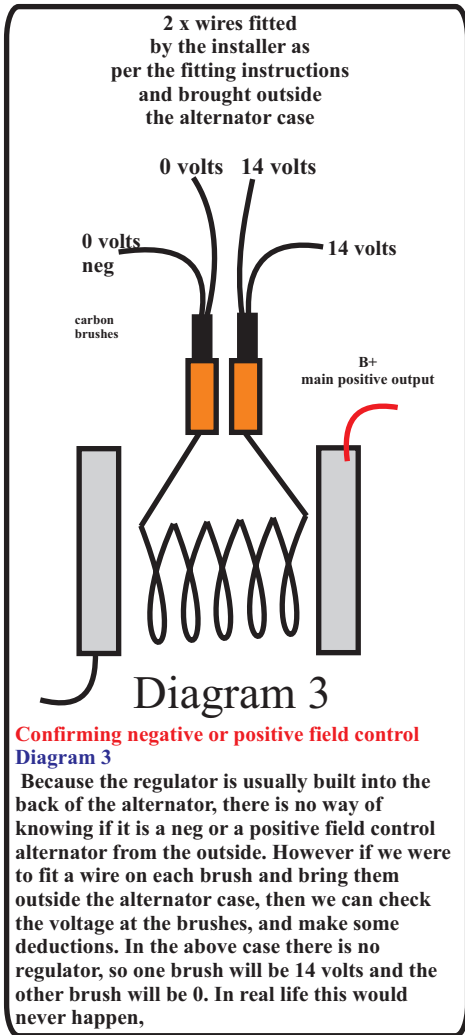 2 x wires fitted
by the installer as
per the fitting instructions
and brought outside
the alternator case
0 volts 14 volts
0 volts
neg
14 volts
carbon
brushes
B+
main positive output
Diagram 3
Confirming negative or positive field control
Diagram 3
Because the regulator is usually built into the
back of the alternator, there is no way of
knowing if it is a neg or a positive field control
alternator from the outside. However if we were
to fit a wire on each brush and bring them
outside the alternator case, then we can check
the voltage at the brushes, and make some
deductions. In the above case there is no
regulator, so one brush will be 14 volts and the
other brush will be 0. In real life this would
never happen,